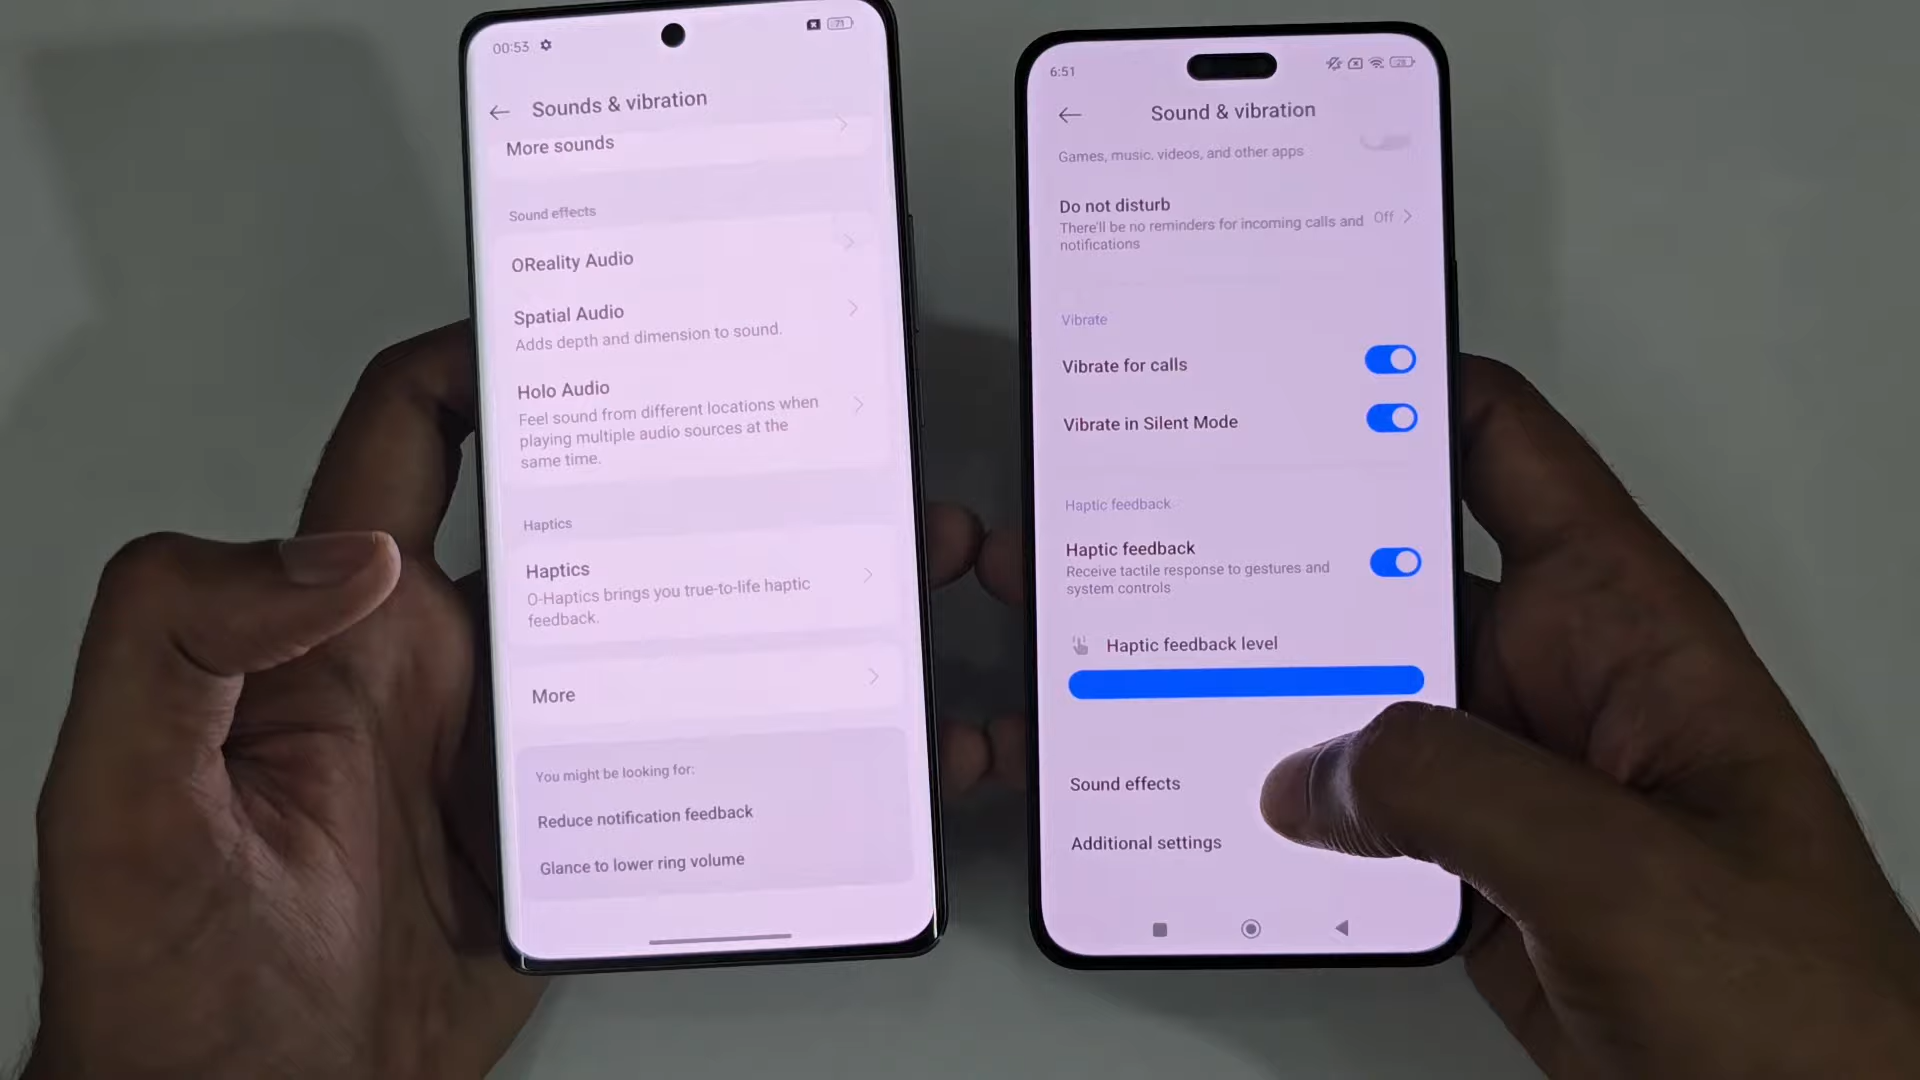 00:53
71
Sounds & vibration
More sounds
Sound effects
OReality Audio
Spatial Audio
Adds depth and dimension to sound.
Holo Audio
Feel sound from different locations when
playing multiple audio sources at the
same time.
Haptics
Haptics
O-Haptics brings you true-to-life haptic
feedback.
More
You might be looking for:
Reduce notification feedback
Glance to lower ring volume
6:51
Sound & vibration
Games, music, videos, and other apps
Do not disturb
There'll be no reminders for incoming calls and
notifications
Off
Vibrate
Vibrate for calls
Vibrate in Silent Mode
Haptic feedback
Haptic feedback
Receive tactile response to gestures and
system controls
Haptic feedback level
Sound effects
Additional settings